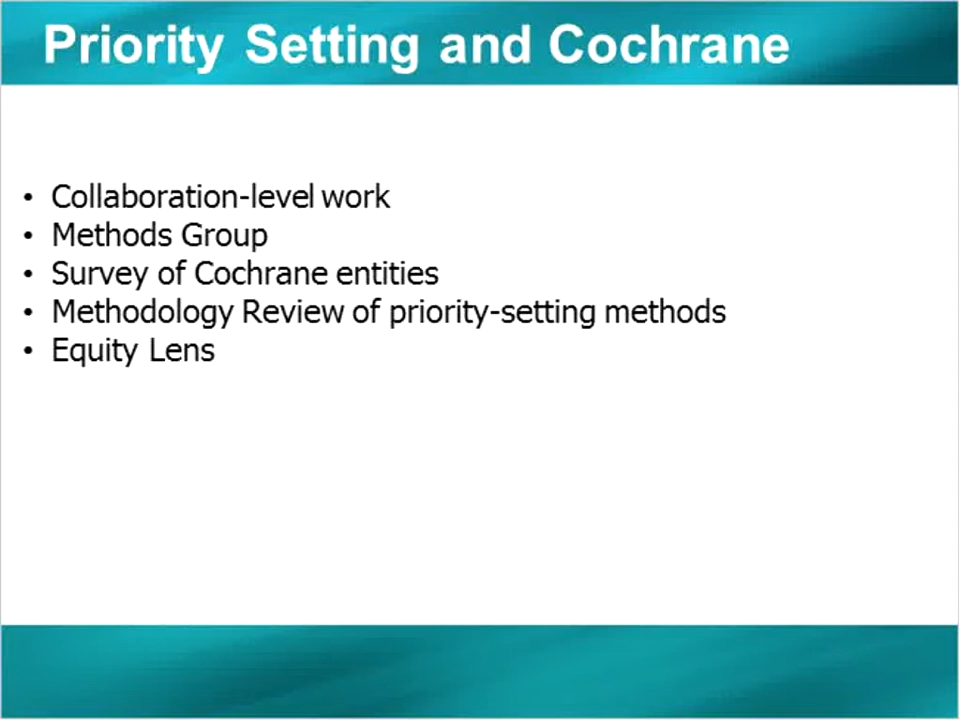 Priority Setting and Cochrane
• Collaboration-level work
• Methods Group
• Survey of Cochrane entities
• Methodology Review of priority-setting methods
• Equity Lens